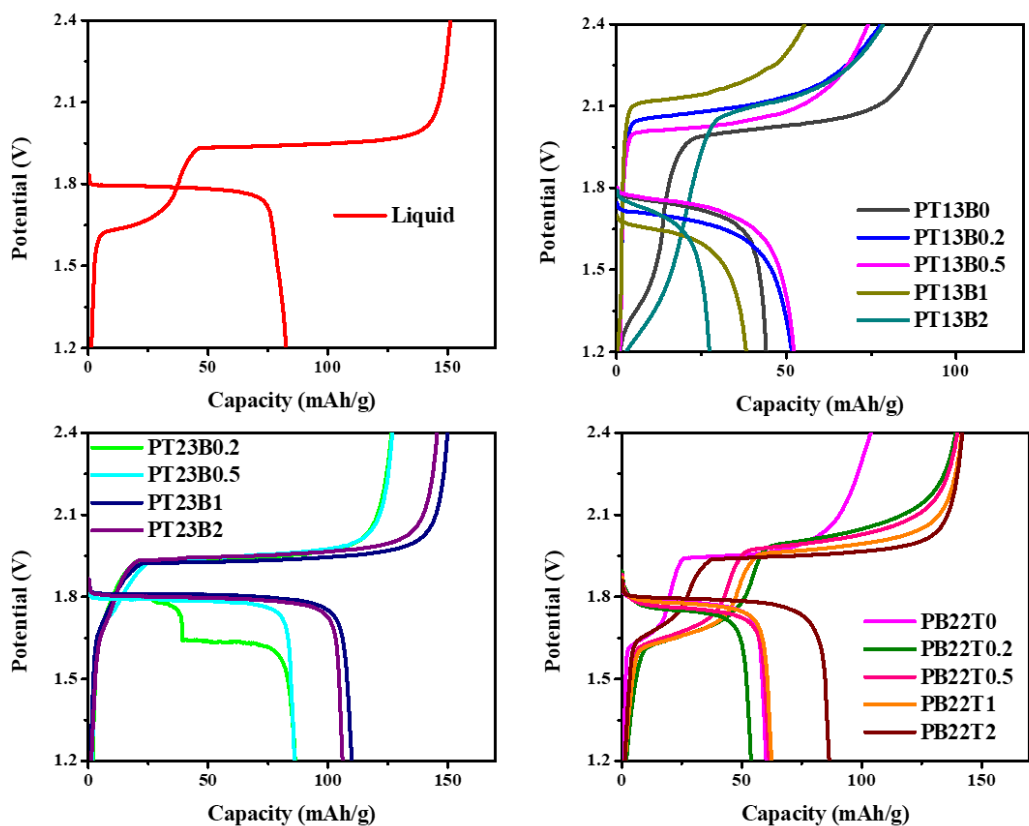 2.4
2.1
1.8
1.5
1.2
Potential (V)
Liquid
0
50
100
150
Capacity (mAh/g)
2.4
2.1
1.8
1.5
1.2
Potential (V)
PT13B0
PT13B0.2
PT13B0.5
PT13B1
PT13B2
0
50
100
Capacity (mAh/g)
2.4
2.1
1.8
1.5
1.2
Potential (V)
PT23B0.2
PT23B0.5
PT23B1
PT23B2
0
50
100
150
Capacity (mAh/g)
2.4
2.1
1.8
1.5
1.2
Potential (V)
PB22T0
PB22T0.2
PB22T0.5
PB22T1
PB22T2
0
50
100
150
Capacity (mAh/g)